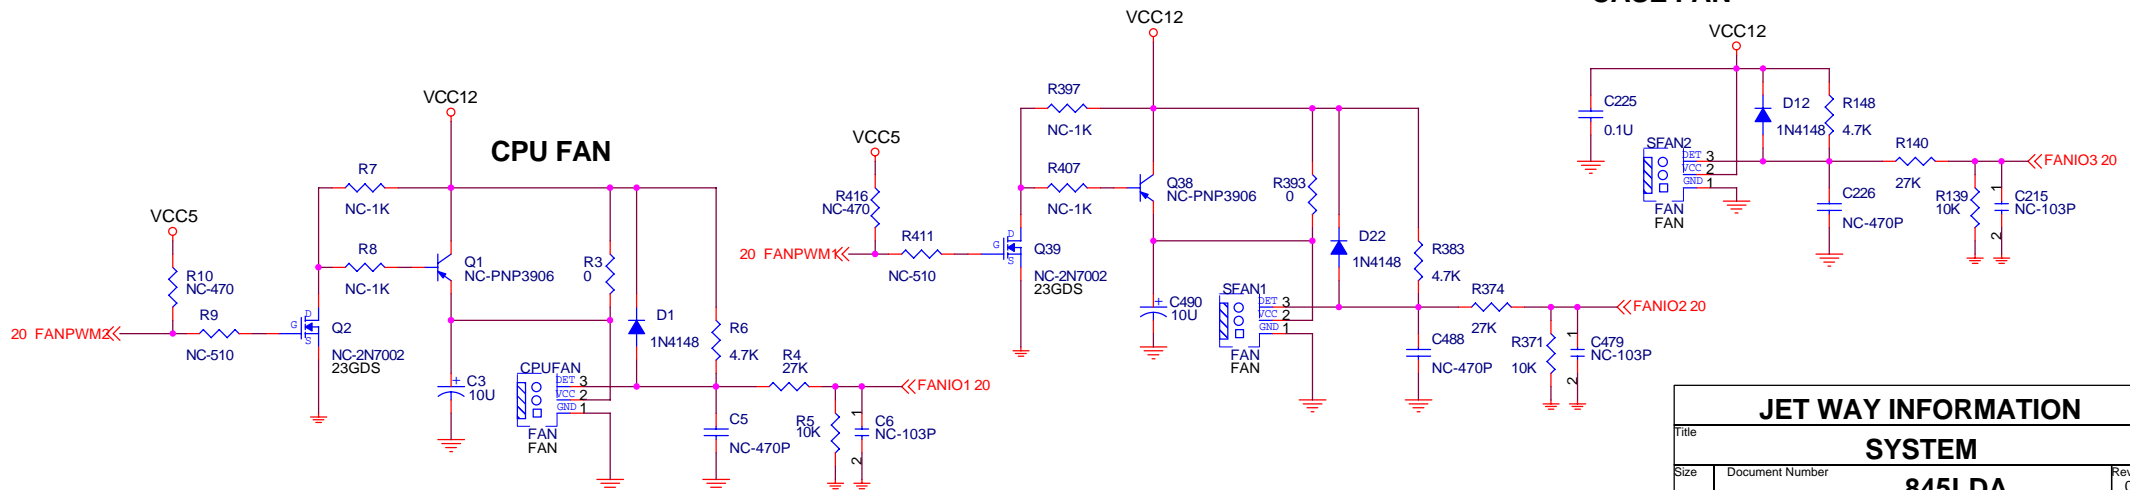 CPU FAN
VCC12
VCC5
R7
NC-1K
R8
NC-1K
R10
NC-470
R9
NC-510
20 FANPWM2
G
D
S
Q2
NC-2N7002
23GDS
Q1
NC-PNP3906
R3
0
D1
1N4148
R6
4.7K
C3
10U
+
CPUFAN
DET 3
VCC 2
GND 1
FAN
FAN
R4
27K
FANIO1 20
C5
NC-470P
R5
10K
1
C6
NC-103P
2
VCC12
VCC5
R397
NC-1K
R407
NC-1K
R416
NC-470
R411
NC-510
20 FANPWM1
G
D
S
Q39
NC-2N7002
23GDS
Q38
NC-PNP3906
R393
0
D22
1N4148
R383
4.7K
+
C490
10U
SFAN1
DET 3
VCC 2
GND 1
FAN
FAN
R374
27K
FANIO2 20
C488
NC-470P
R371
10K
1
C479
NC-103P
2
VCC12
C225
0.1U
D12
1N4148
R148
4.7K
SFAN2
DET 3
VCC 2
GND 1
FAN
FAN
R140
27K
FANIO3 20
C226
NC-470P
R139
10K
1
C215
NC-103P
2
JET WAY INFORMATION
Title
SYSTEM
Size
Document Number
845LDA
Rev